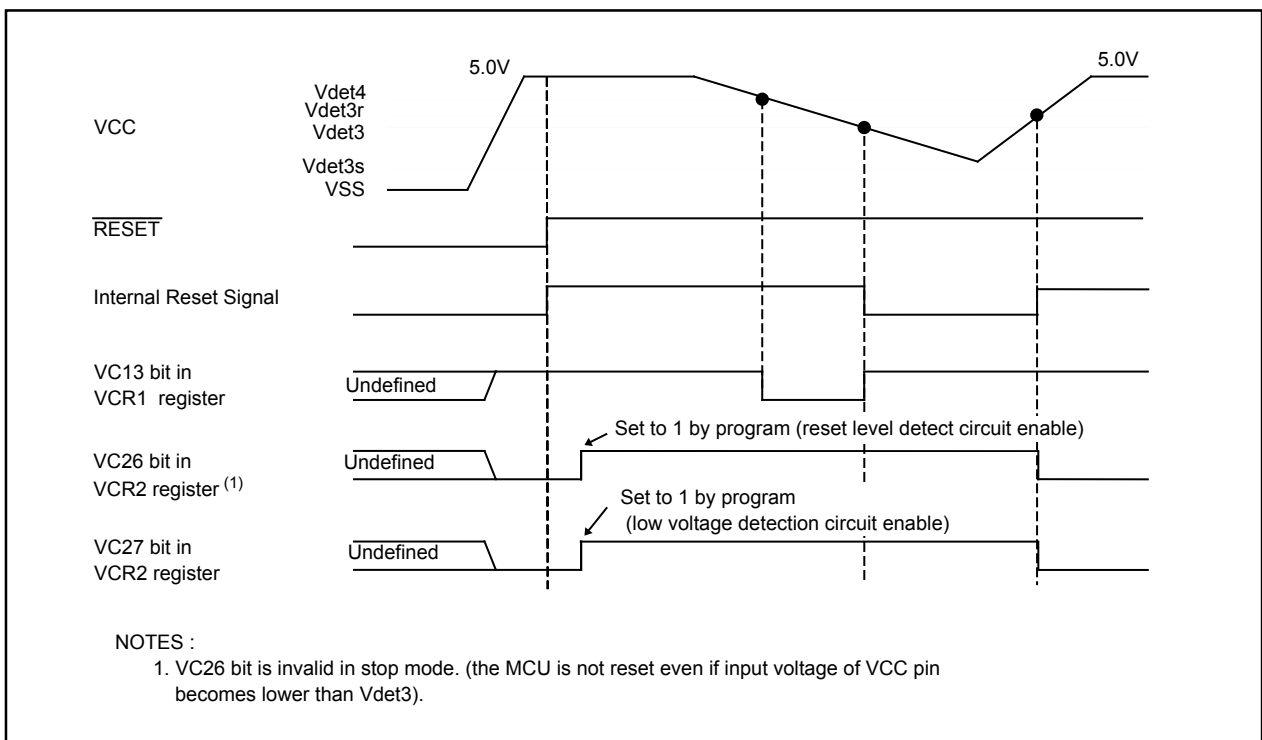 5.0V
5.0V
Vdet4
Vdet3r
VCC
Vdet3
Vdet3s
VSS
RESET
Internal Reset Signal
VC13 bit in
VCR1 register
Undefined
Set to 1 by program (reset level detect circuit enable)
VC26 bit in
VCR2 register (1)
Undefined
Set to 1 by program
(low voltage detection circuit enable)
VC27 bit in
VCR2 register
Undefined
NOTES :
1. VC26 bit is invalid in stop mode. (the MCU is not reset even if input voltage of VCC pin
becomes lower than Vdet3).